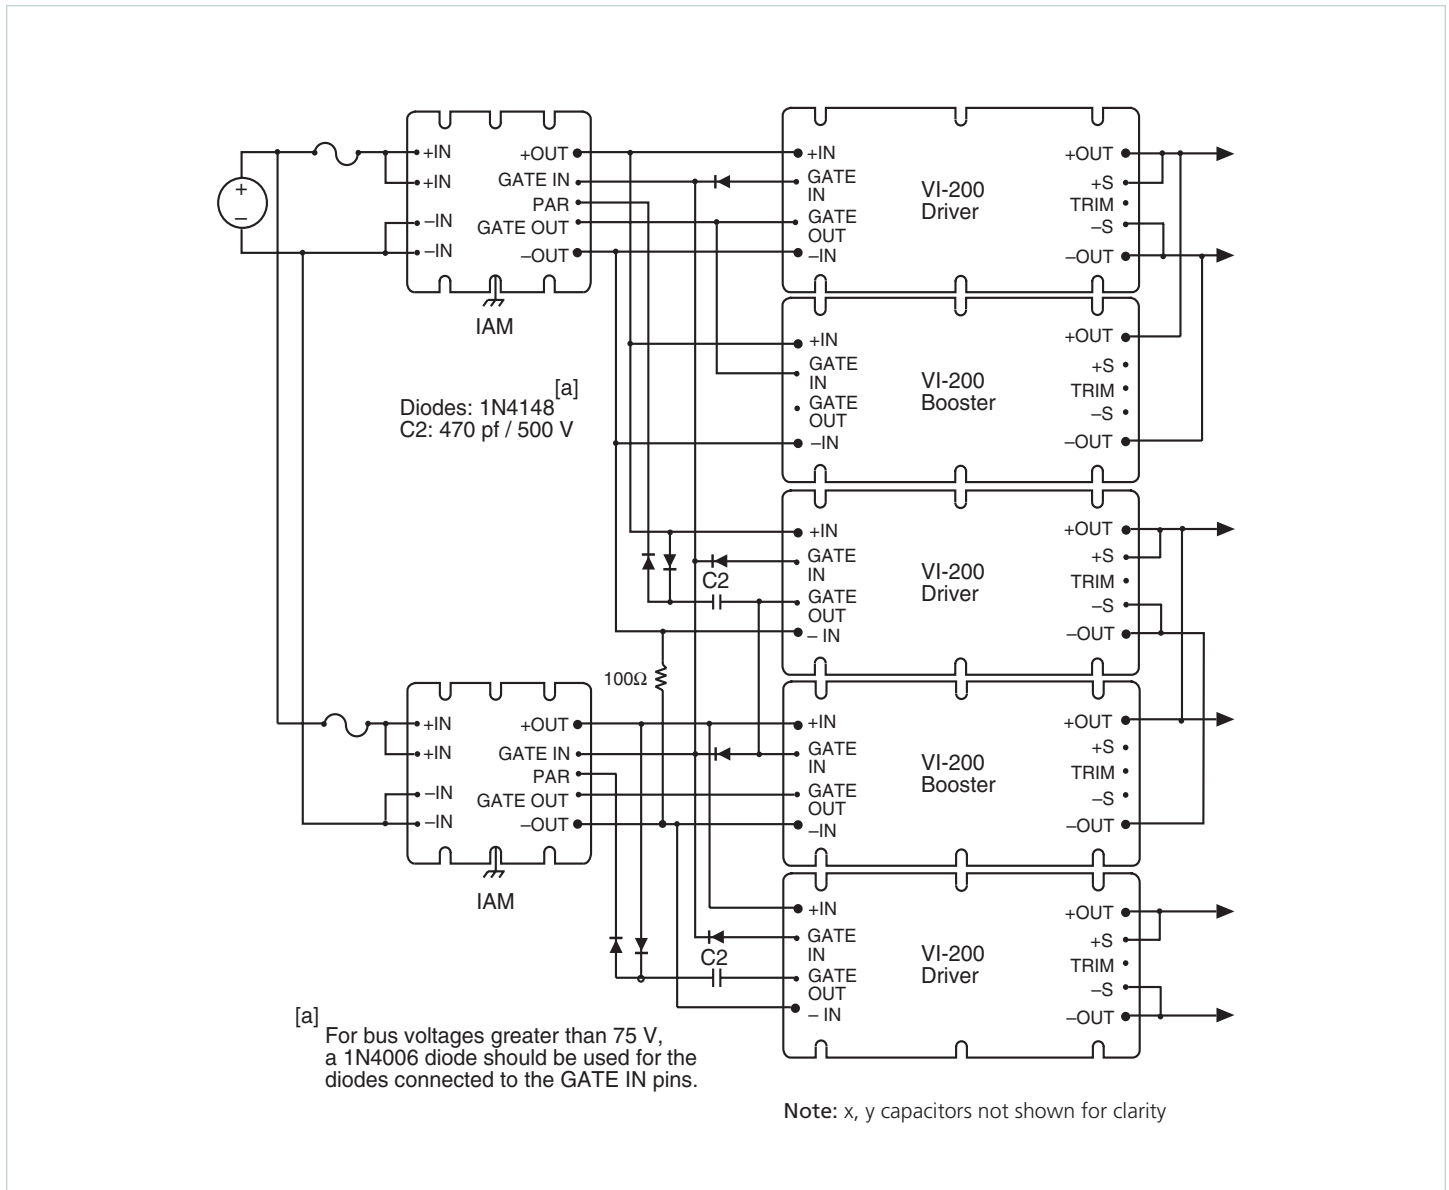 +
–
+IN
+IN
–IN
–IN
+OUT
GATE IN
PAR
GATE OUT
–OUT
IAM
+IN
GATE
IN
GATE
OUT
–IN
VI-200
Driver
+OUT
+S
TRIM
–S
–OUT
+IN
GATE
IN
GATE
OUT
–IN
VI-200
Booster
+OUT
+S
TRIM
–S
–OUT
[a]
Diodes: 1N4148
C2: 470 pf / 500 V
C2
+IN
GATE
IN
GATE
OUT
– IN
VI-200
Driver
+OUT
+S
TRIM
–S
–OUT
100Ω
+IN
+IN
–IN
–IN
+OUT
GATE IN
PAR
GATE OUT
–OUT
IAM
+IN
GATE
IN
GATE
OUT
–IN
VI-200
Booster
+OUT
+S
TRIM
–S
–OUT
C2
+IN
GATE
IN
GATE
OUT
– IN
VI-200
Driver
+OUT
+S
TRIM
–S
–OUT
[a]
For bus voltages greater than 75 V,
a 1N4006 diode should be used for the
diodes connected to the GATE IN pins.
Note: x, y capacitors not shown for clarity